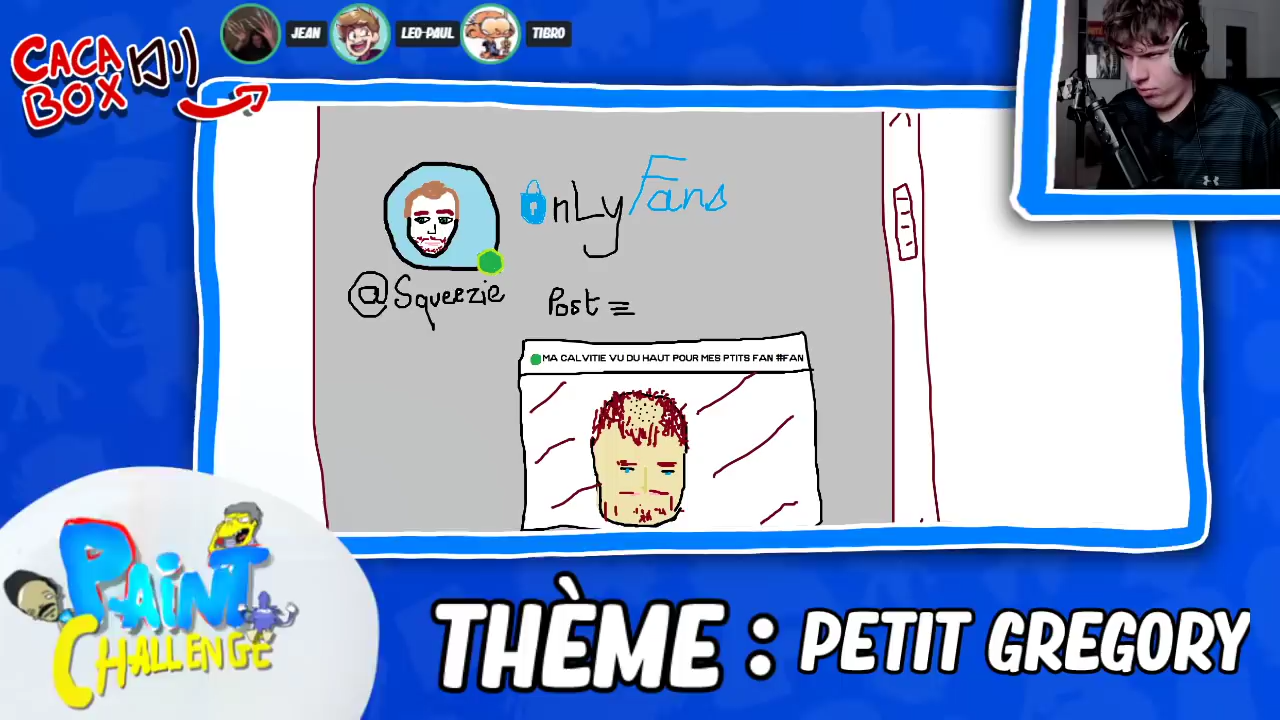 CACA
BOX
JEAN
LEO-PAUL
TIBRO
OnLy Fans
@Squeezie
Post
MA CALVITIE VU DU HAUT POUR MES PTITS FAN #FAN
PAINT
CHALLENGE
THÈME : PETIT GREGORY